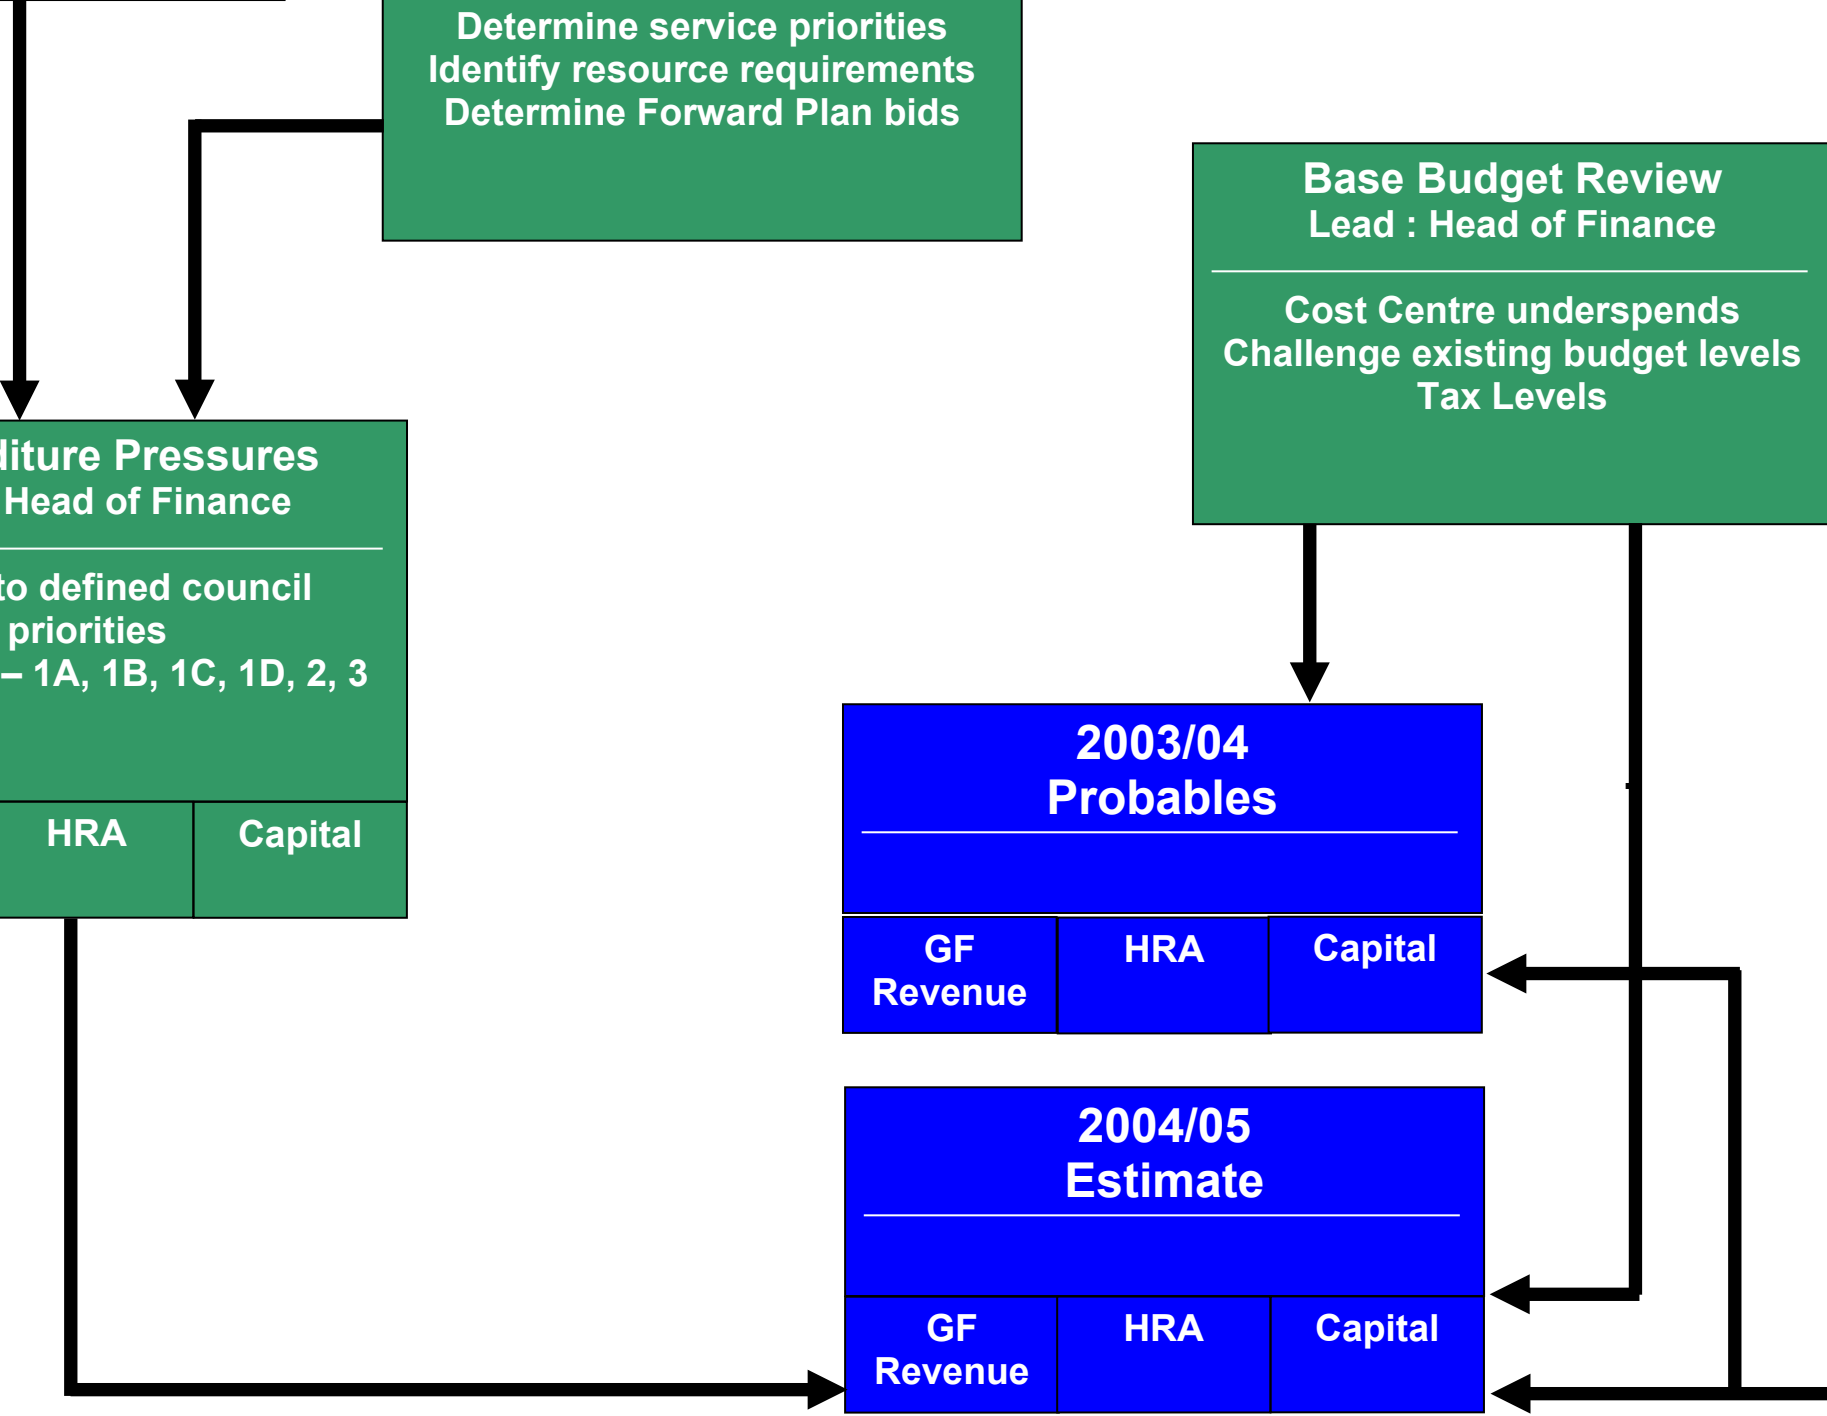 Determine service priorities
Identify resource requirements
Determine Forward Plan bids
Base Budget Review
Lead : Head of Finance
Cost Centre underspends
Challenge existing budget levels
Tax Levels
diture Pressures
Head of Finance
to defined council
priorities
– 1A, 1B, 1C, 1D, 2, 3
HRA
Capital
2003/04
Probables
GF
Revenue
HRA
Capital
2004/05
Estimate
GF
Revenue
HRA
Capital